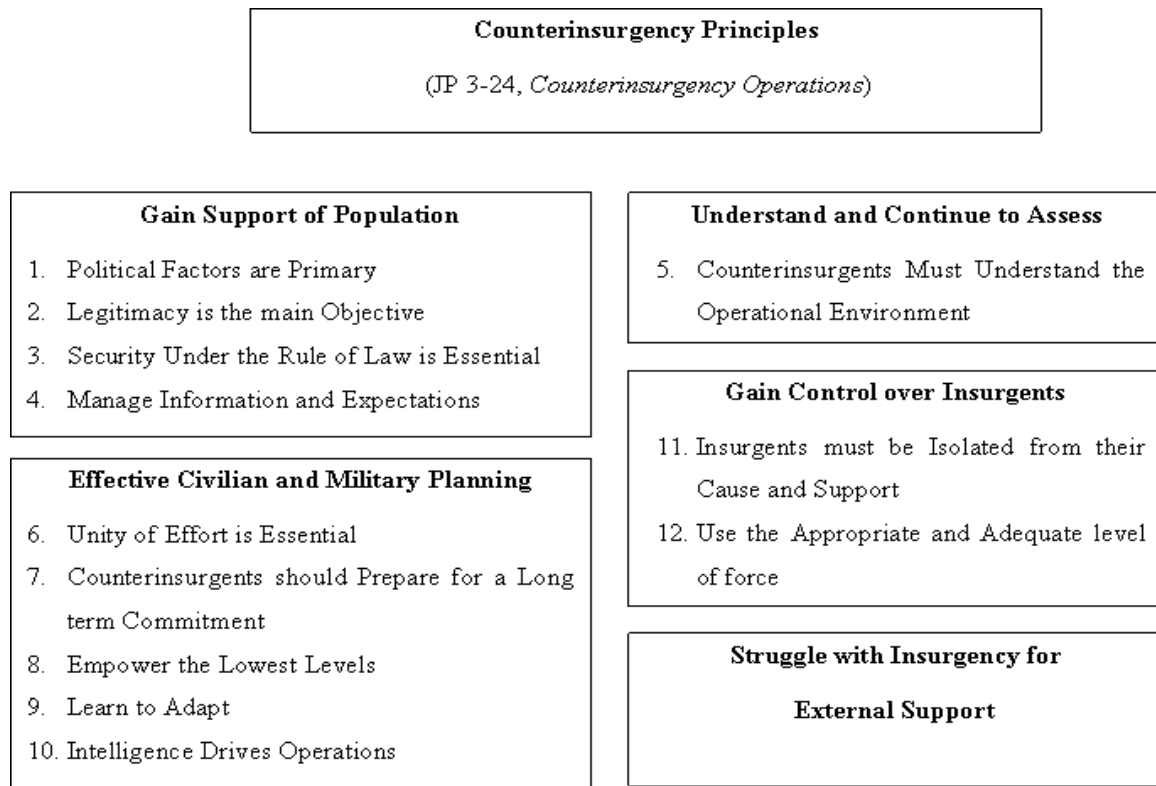 Counterinsurgency Principles
(JP 3-24, Counterinsurgency Operations)
Gain Support of Population
1. Political Factors are Primary
2. Legitimacy is the main Objective
3. Security Under the Rule of Law is Essential
4. Manage Information and Expectations
Effective Civilian and Military Planning
6. Unity of Effort is Essential
7. Counterinsurgents should Prepare for a Long
term Commitment
8. Empower the Lowest Levels
9. Learn to Adapt
10. Intelligence Drives Operations
Understand and Continue to Assess
5. Counterinsurgents Must Understand the
Operational Environment
Gain Control over Insurgents
11. Insurgents must be Isolated from their
Cause and Support
12. Use the Appropriate and Adequate level
of force
Struggle with Insurgency for
External Support